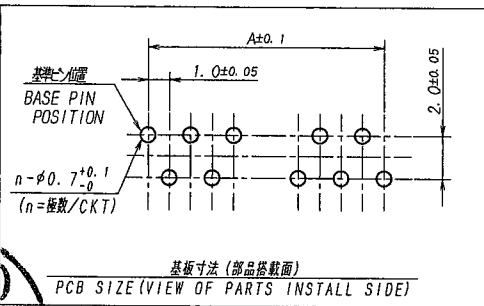 A±0.1
1.0±0.05
2.0±0.05
基準ピン位置
BASE PIN
POSITION
n-φ0.7+0.1 -0
(n=極数/CKT)
基板寸法(部品搭載面)
PCB SIZE(VIEW OF PARTS INSTALL SIDE)